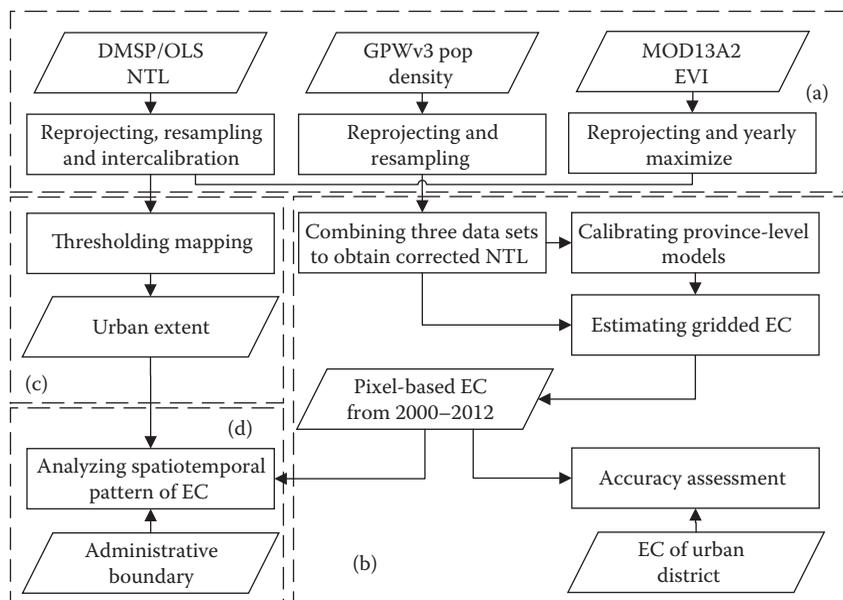 DMSP/OLS
NTL
GPWv3 pop
density
MOD13A2
EVI
(a)
Reprojecting, resampling
and intercalibration
Reprojecting and
resampling
Reprojecting and yearly
maximize
Thresholding mapping
Combining three data sets
to obtain corrected NTL
Calibrating province-level
models
Urban extent
Estimating gridded EC
(c)
Pixel-based EC
from 2000–2012
(d)
Analyzing spatiotemporal
pattern of EC
Accuracy assessment
Administrative
boundary
(b)
EC of urban
district